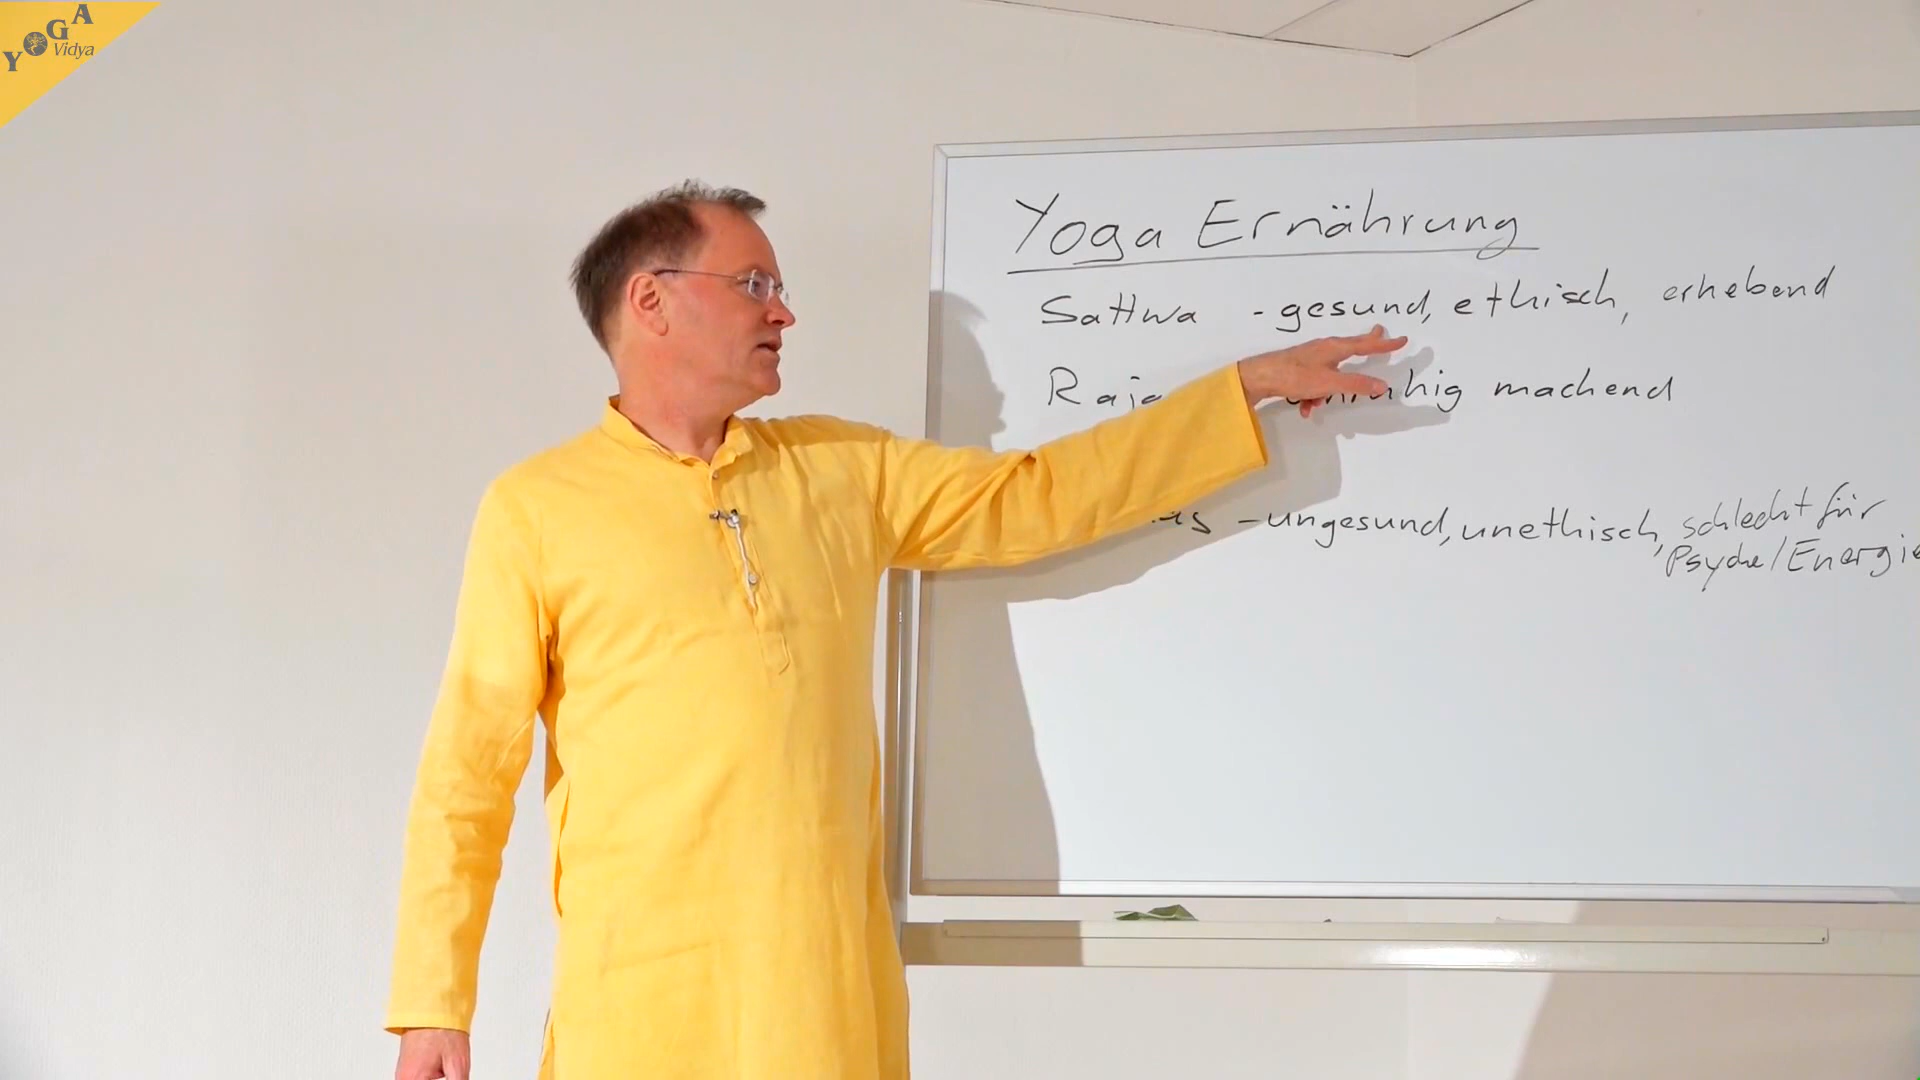 YOGA
Vidya
Yoga Ernährung
Sattwa - gesund, ethisch, erhebend
machend
- ungesund, unethisch, schlecht für
Psyche/Energie